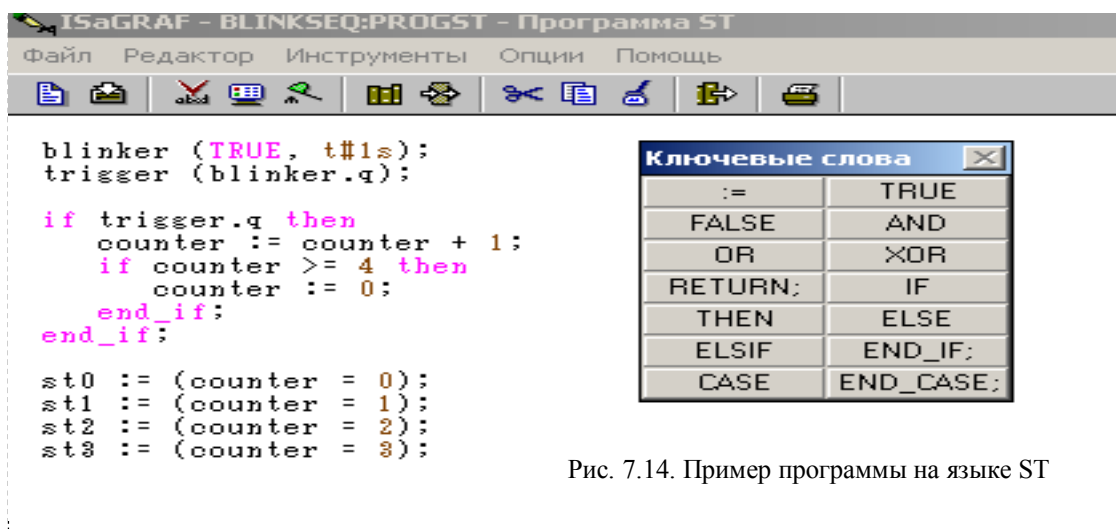 ISaGRAF - BLINKSEQ:PROGST - Программа ST
Файл Редактор Инструменты Опции Помощь
blinker (TRUE, t#1s);
trigger (blinker.q);
if trigger.q then
counter := counter + 1;
if counter >= 4 then
counter := 0;
end_if;
end_if;
st0 := (counter = 0);
st1 := (counter = 1);
st2 := (counter = 2);
st3 := (counter = 3);
Ключевые слова
:= TRUE
FALSE AND
OR XOR
RETURN; IF
THEN ELSE
ELSIF END_IF;
CASE END_CASE;
Рис. 7.14. Пример программы на языке ST